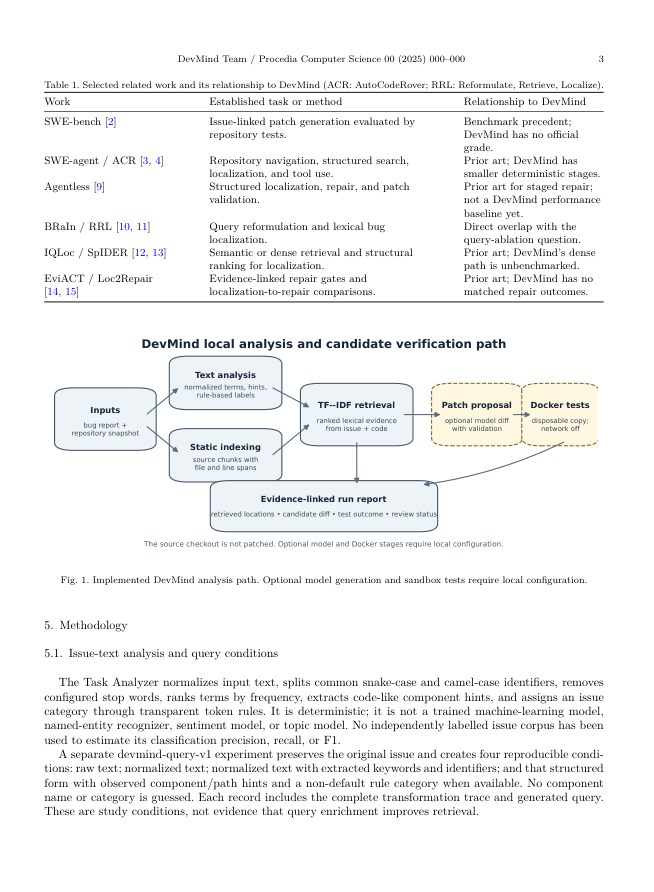 DevMind Team / Procedia Computer Science 00 (2025) 000–000 3
Table 1. Selected related work and its relationship to DevMind (ACR: AutoCodeRover; RRL: Reformulate, Retrieve, Localize).
Work Established task or method Relationship to DevMind
SWE-bench [2] Issue-linked patch generation evaluated by Benchmark precedent;
repository tests. DevMind has no official
grade.
SWE-agent / ACR [3, 4] Repository navigation, structured search, Prior art; DevMind has
localization, and tool use. smaller deterministic stages.
Agentless [9] Structured localization, repair, and patch Prior art for staged repair;
validation. not a DevMind performance
baseline yet.
BRaIn / RRL [10, 11] Query reformulation and lexical bug Direct overlap with the
localization. query-ablation question.
IQLoc / SpIDER [12, 13] Semantic or dense retrieval and structural Prior art; DevMind's dense
ranking for localization. path is unbenchmarked.
EviACT / Loc2Repair Evidence-linked repair gates and Prior art; DevMind has no
[14, 15] localization-to-repair comparisons. matched repair outcomes.
DevMind local analysis and candidate verification path
Text analysis
normalized terms, hints,
rule-based labels
Inputs
bug report +
repository snapshot
Static indexing
source chunks with
file and line spans
TF--IDF retrieval
ranked lexical evidence
from issue + code
Patch proposal
optional model diff
with validation
Docker tests
disposable copy;
network off
Evidence-linked run report
retrieved locations • candidate diff • test outcome • review status
The source checkout is not patched. Optional model and Docker stages require local configuration.
Fig. 1. Implemented DevMind analysis path. Optional model generation and sandbox tests require local configuration.
5. Methodology
5.1. Issue-text analysis and query conditions
The Task Analyzer normalizes input text, splits common snake-case and camel-case identifiers, removes
configured stop words, ranks terms by frequency, extracts code-like component hints, and assigns an issue
category through transparent token rules. It is deterministic; it is not a trained machine-learning model,
named-entity recognizer, sentiment model, or topic model. No independently labelled issue corpus has been
used to estimate its classification precision, recall, or F1.
A separate devmind-query-v1 experiment preserves the original issue and creates four reproducible condi-
tions: raw text; normalized text; normalized text with extracted keywords and identifiers; and that structured
form with observed component/path hints and a non-default rule category when available. No component
name or category is guessed. Each record includes the complete transformation trace and generated query.
These are study conditions, not evidence that query enrichment improves retrieval.